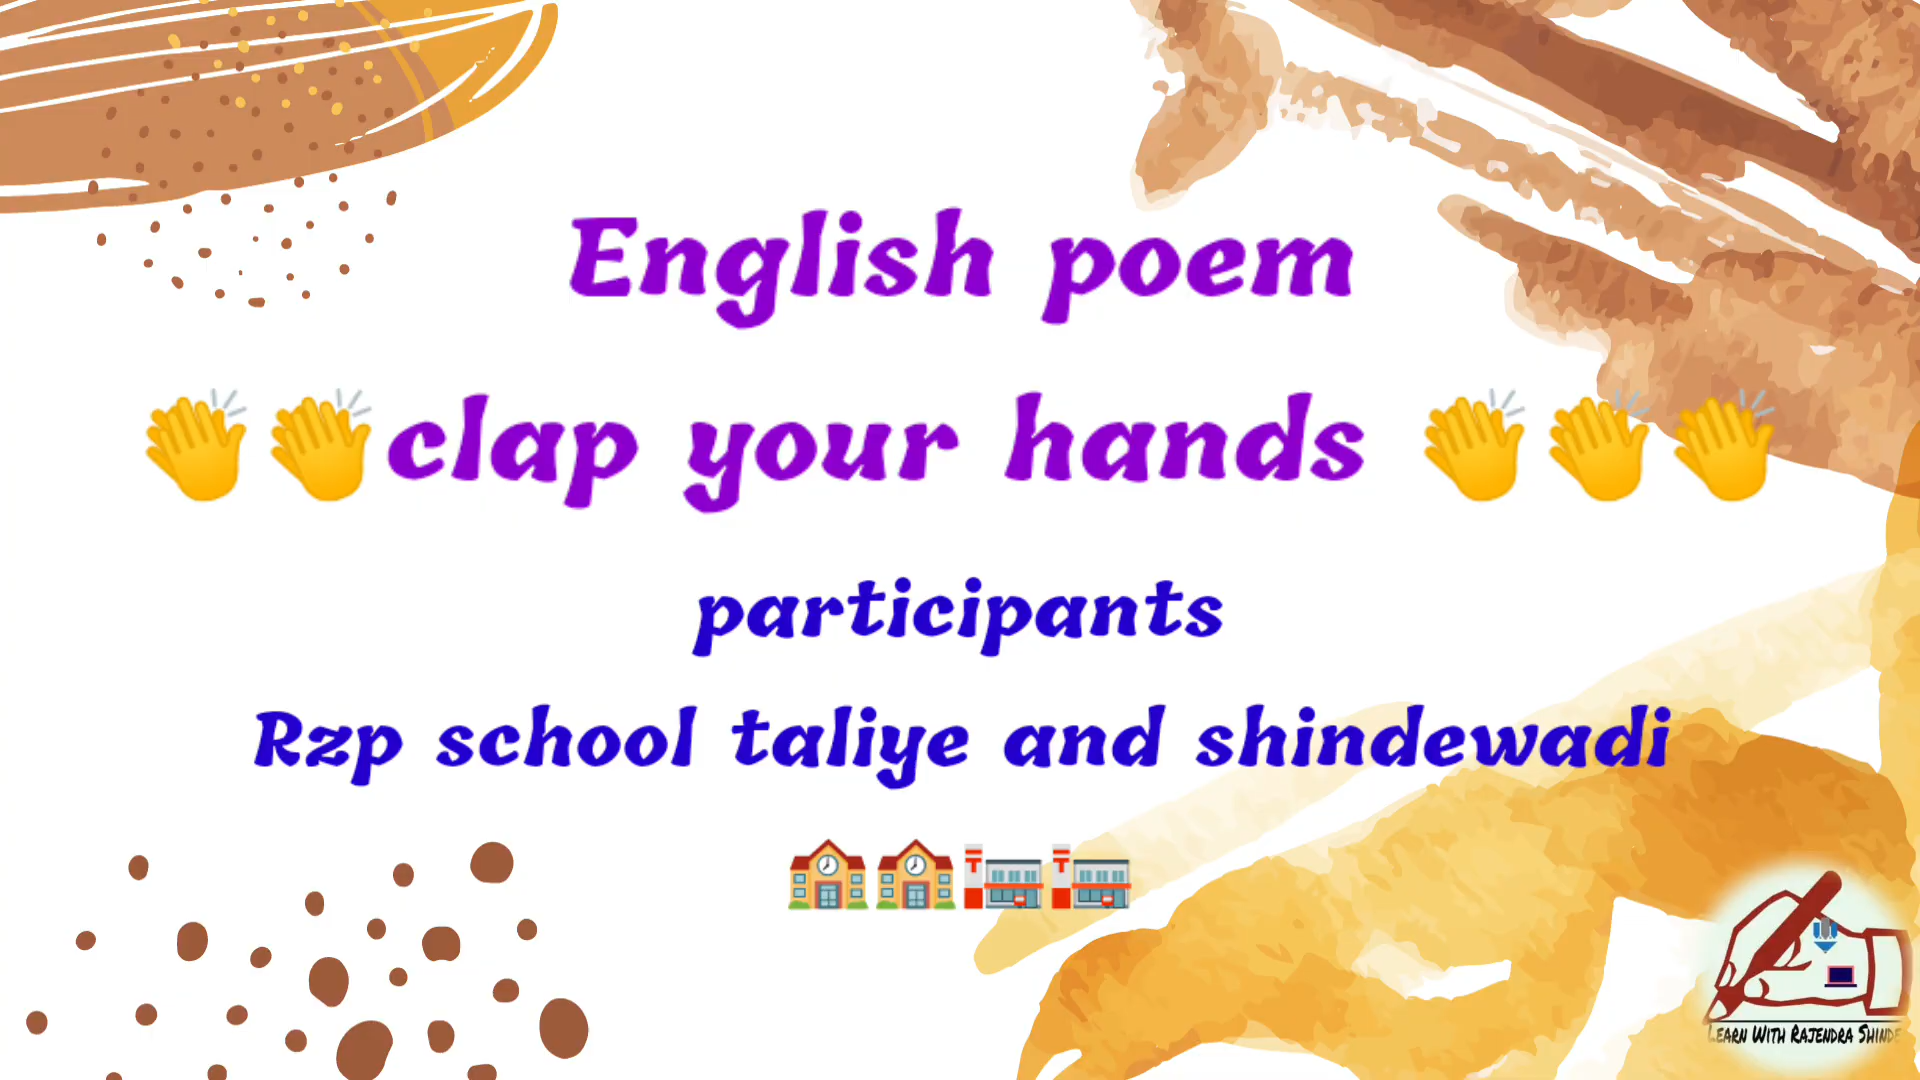 English poem
👏👏clap your hands 👏👏👏
participants
Rzp school taliye and shindewadi
🏫🏫🏣🏣
Learn With Rajendra Shinde